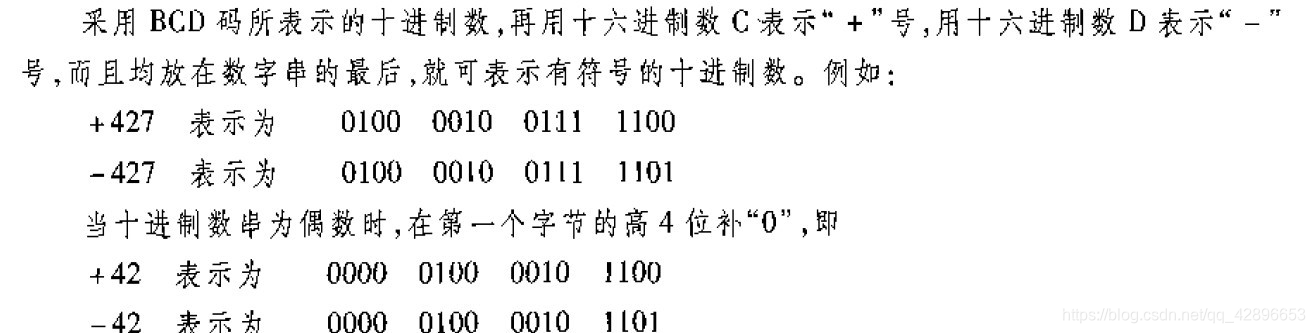 采用 BCD 码所表示的十进制数,再用十六进制数 C 表示“+”号,用十六进制数 D 表示“-”
号,而且均放在数字串的最后,就可表示有符号的十进制数。例如:
+427 表示为 0100 0010 0111 1100
-427 表示为 0100 0010 0111 1101
当十进制数串为偶数时,在第一个字节的高 4 位补“0”,即
+42 表示为 0000 0100 0010 1100
-42 表示为 0000 0100 0010 1101
https://blog.csdn.net/qq_42896653